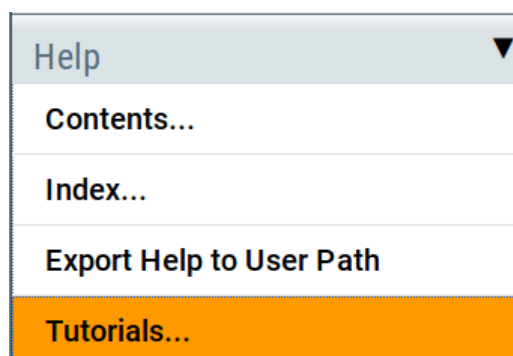 Help
Contents...
Index...
Export Help to User Path
Tutorials...